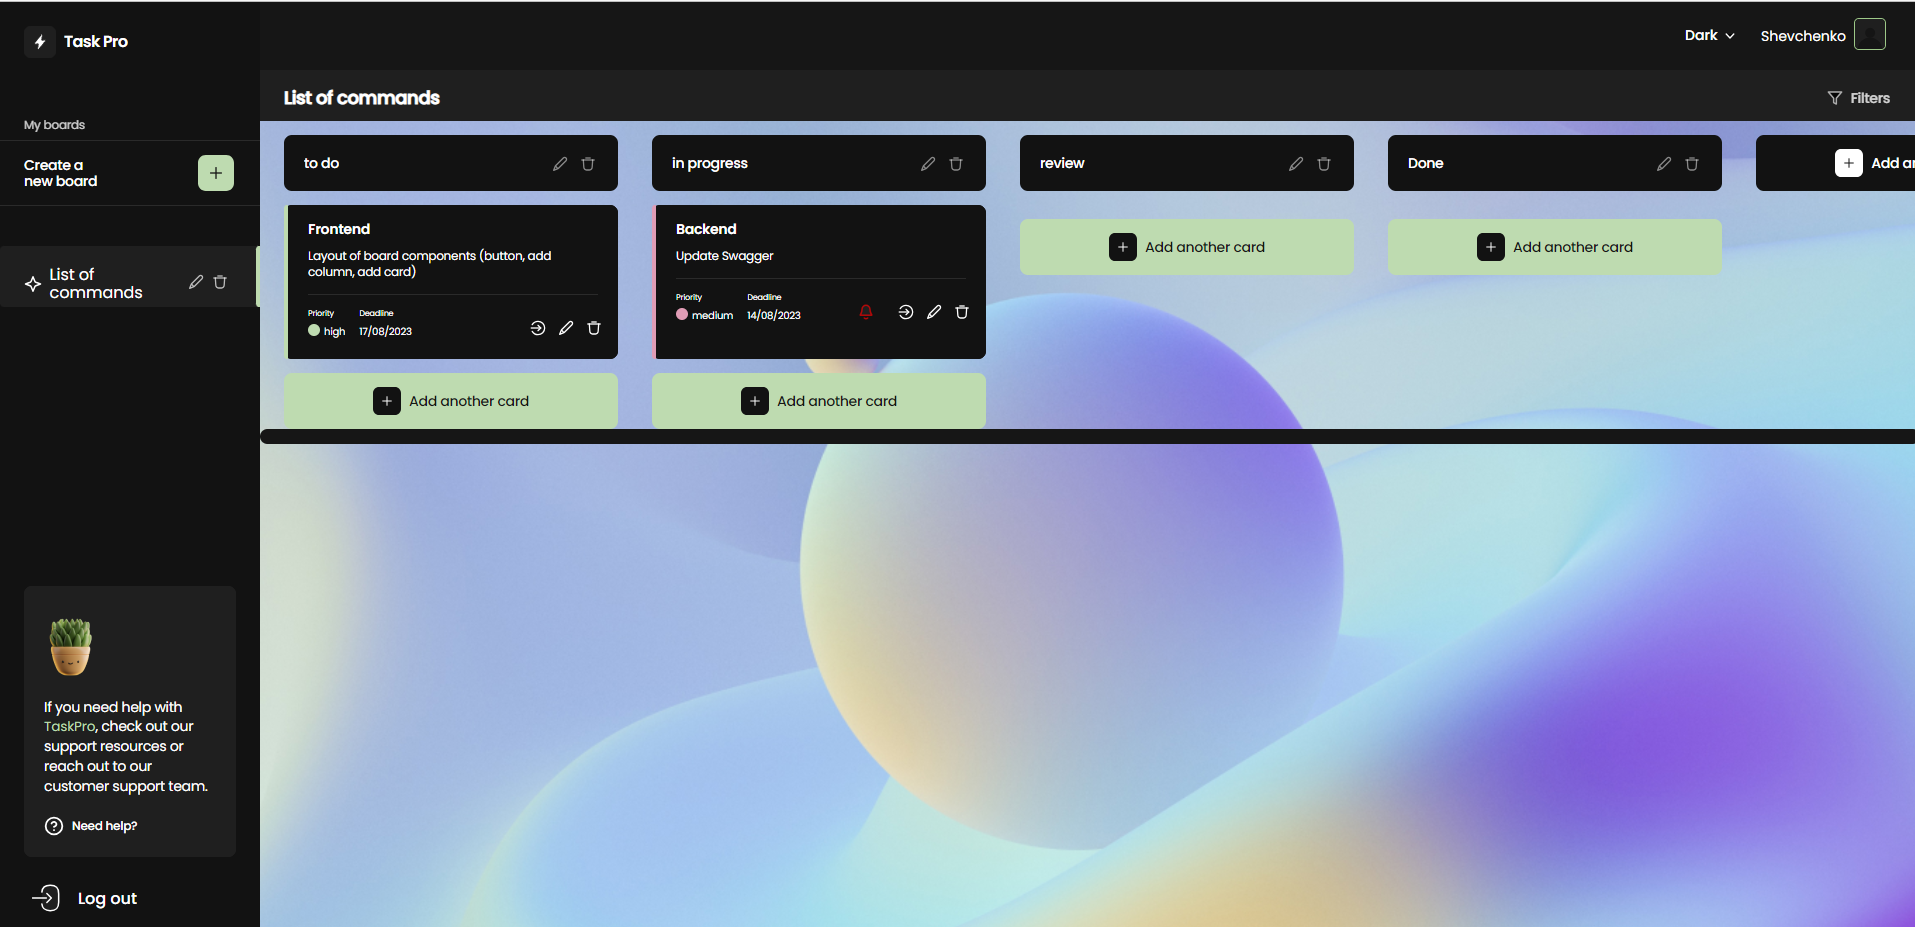 Task Pro
My boards
Create a
new board
List of
commands
If you need help with
TaskPro, check out our
support resources or
reach out to our
customer support team.
Need help?
Log out
Dark
Shevchenko
List of commands
Filters
to do
Frontend
Layout of board components (button, add
column, add card)
Priority
Deadline
high
17/08/2023
Add another card
in progress
Backend
Update Swagger
Priority
Deadline
medium
14/08/2023
Add another card
review
Add another card
Done
Add another card
Add